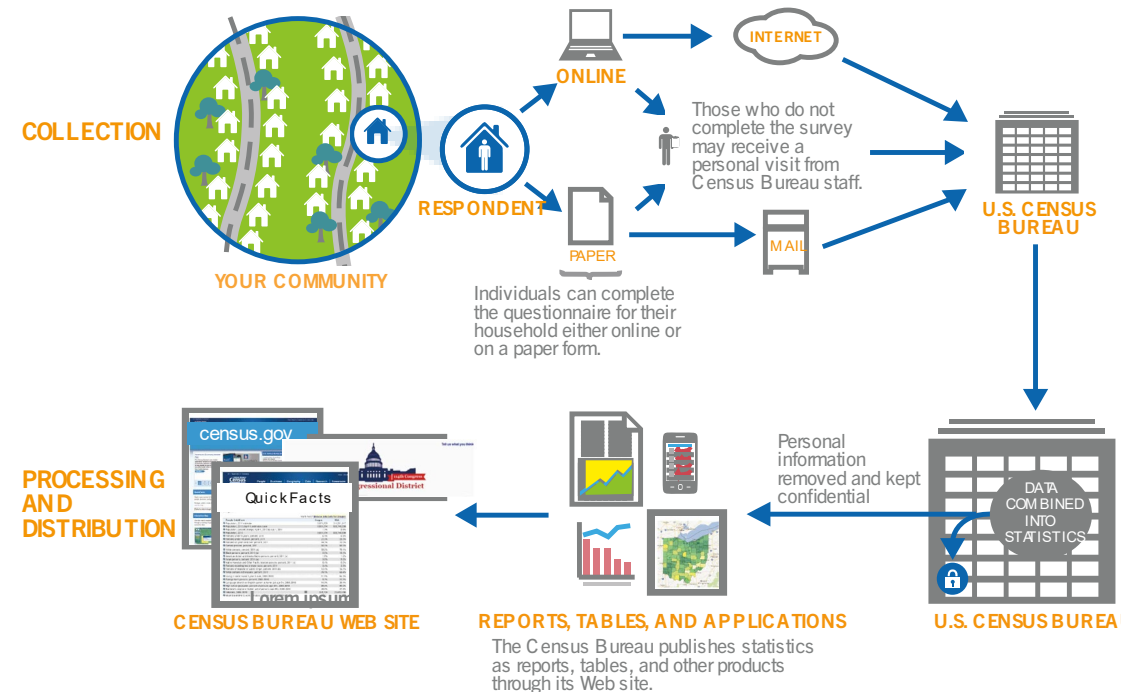 COLLECTION
YOUR COMMUNITY
RESPONDENT
ONLINE
INTERNET
PAPER
MAIL
Individuals can complete
the questionnaire for their
household either online or
on a paper form.
Those who do not
complete the survey
may receive a
personal visit from
Census Bureau staff.
U.S. CENSUS
BUREAU
PROCESSING
AND
DISTRIBUTION
census.gov
QuickFacts
gressional District
Lorem ipsum
CENSUS BUREAU WEB SITE
REPORTS, TABLES, AND APPLICATIONS
The Census Bureau publishes statistics
as reports, tables, and other products
through its Web site.
Personal
information
removed and kept
confidential
DATA
COMBINED
INTO
STATISTICS
U.S. CENSUS BUREA